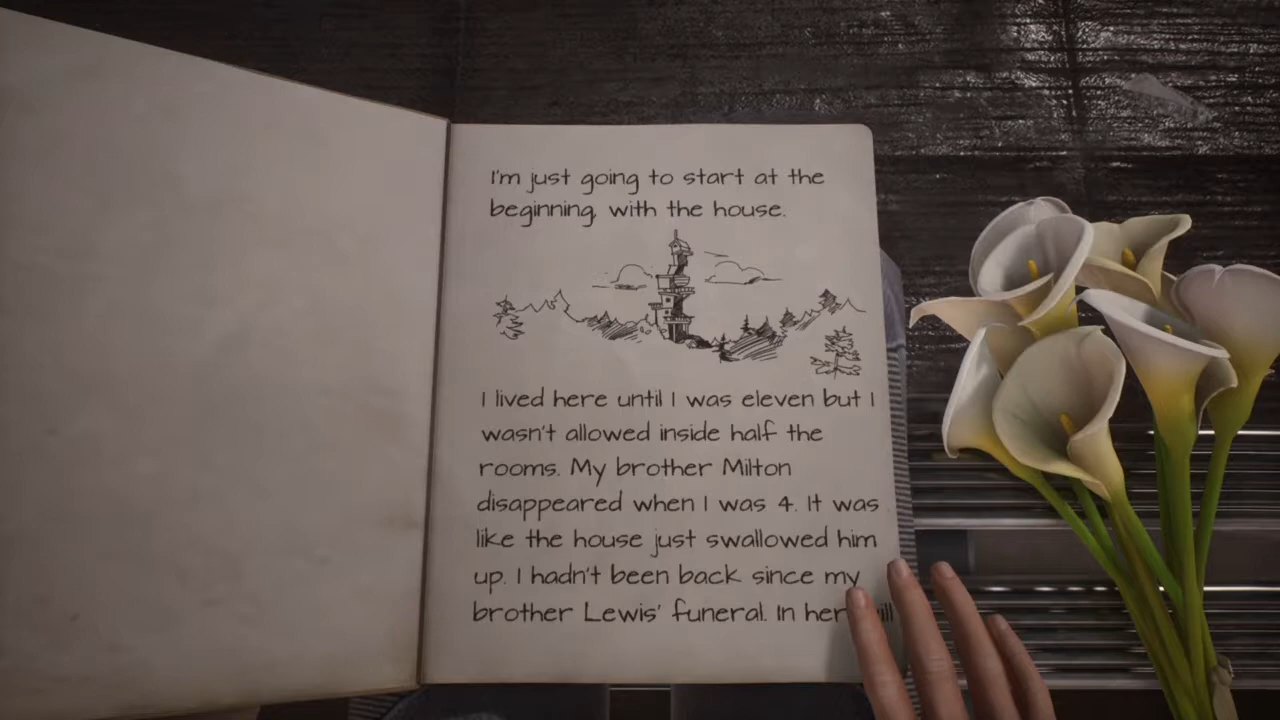 I'm just going to start at the
beginning, with the house.
I lived here until I was eleven but I
wasn't allowed inside half the
rooms. My brother Milton
disappeared when I was 4. It was
like the house just swallowed him
up. I hadn't been back since my
brother Lewis' funeral. In her